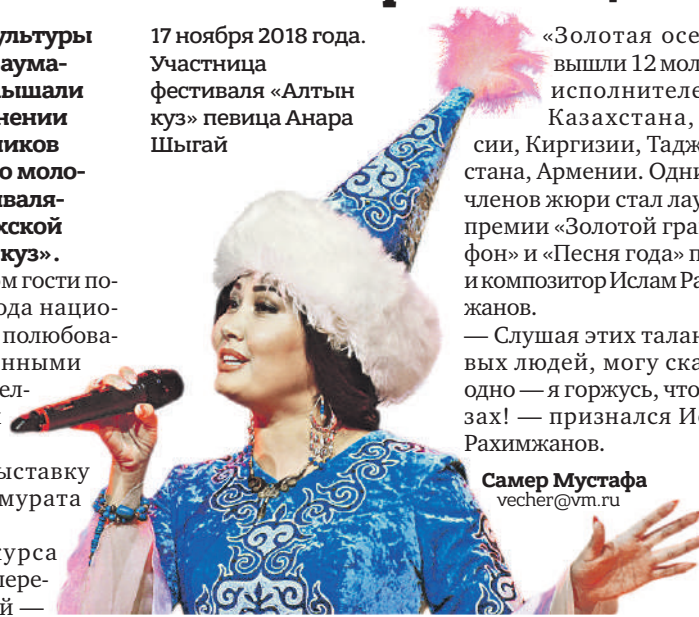 ультуры
аума-
ышали
нении
ников
о моло-
валя-
хской
куз».
м гости по-
ода нацио-
полюбова-
нными
ел-
ыставку
мурата
урса
пере-
й —
17 ноября 2018 года.
Участница
фестиваля «Алтын
куз» певица Анара
Шыгай
«Золотая осе
вышли 12 мол
исполнителе
Казахстана,
сии, Киргизии, Тадж
стана, Армении. Одни
членов жюри стал лау
премии «Золотой гра
фон» и «Песня года» п
и композитор Ислам Ра
жанов.
— Слушая этих талан
вых людей, могу ска
одно — я горжусь, что
зах! — признался Ис
Рахимжанов.
Самер Мустафа
vecher@vm.ru